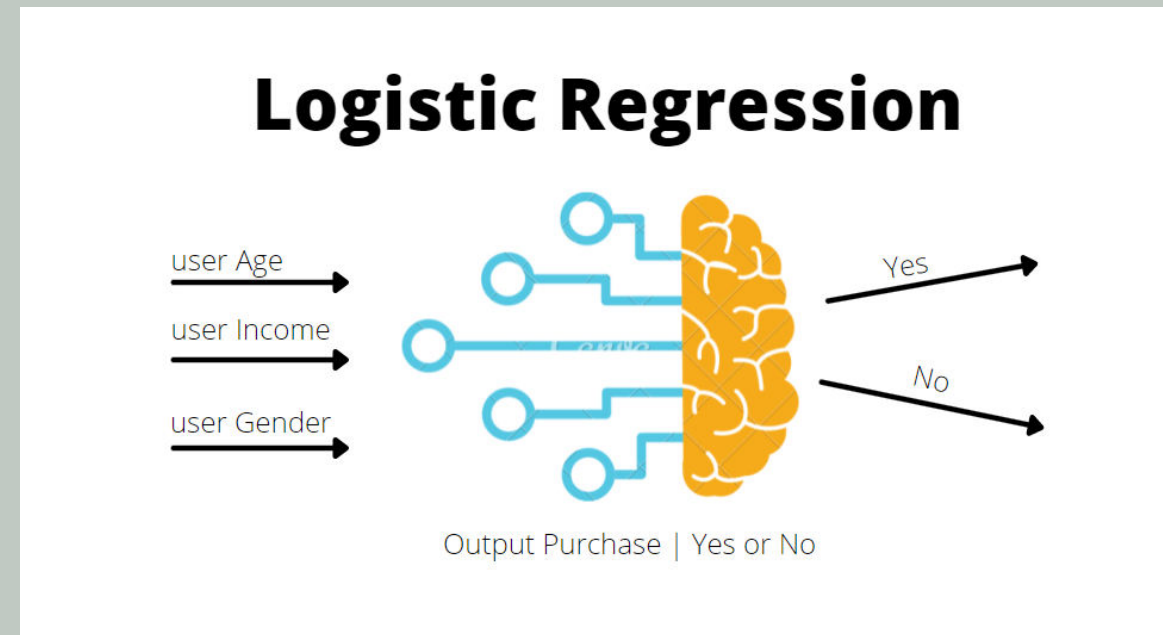 Logistic Regression
user Age
user Income
user Gender
Yes
No
Output Purchase | Yes or No